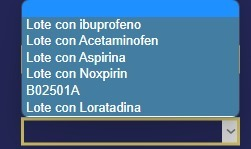 Lote con ibuprofeno
Lote con Acetaminofen
Lote con Aspirina
Lote con Noxpirin
B02501A
Lote con Loratadina